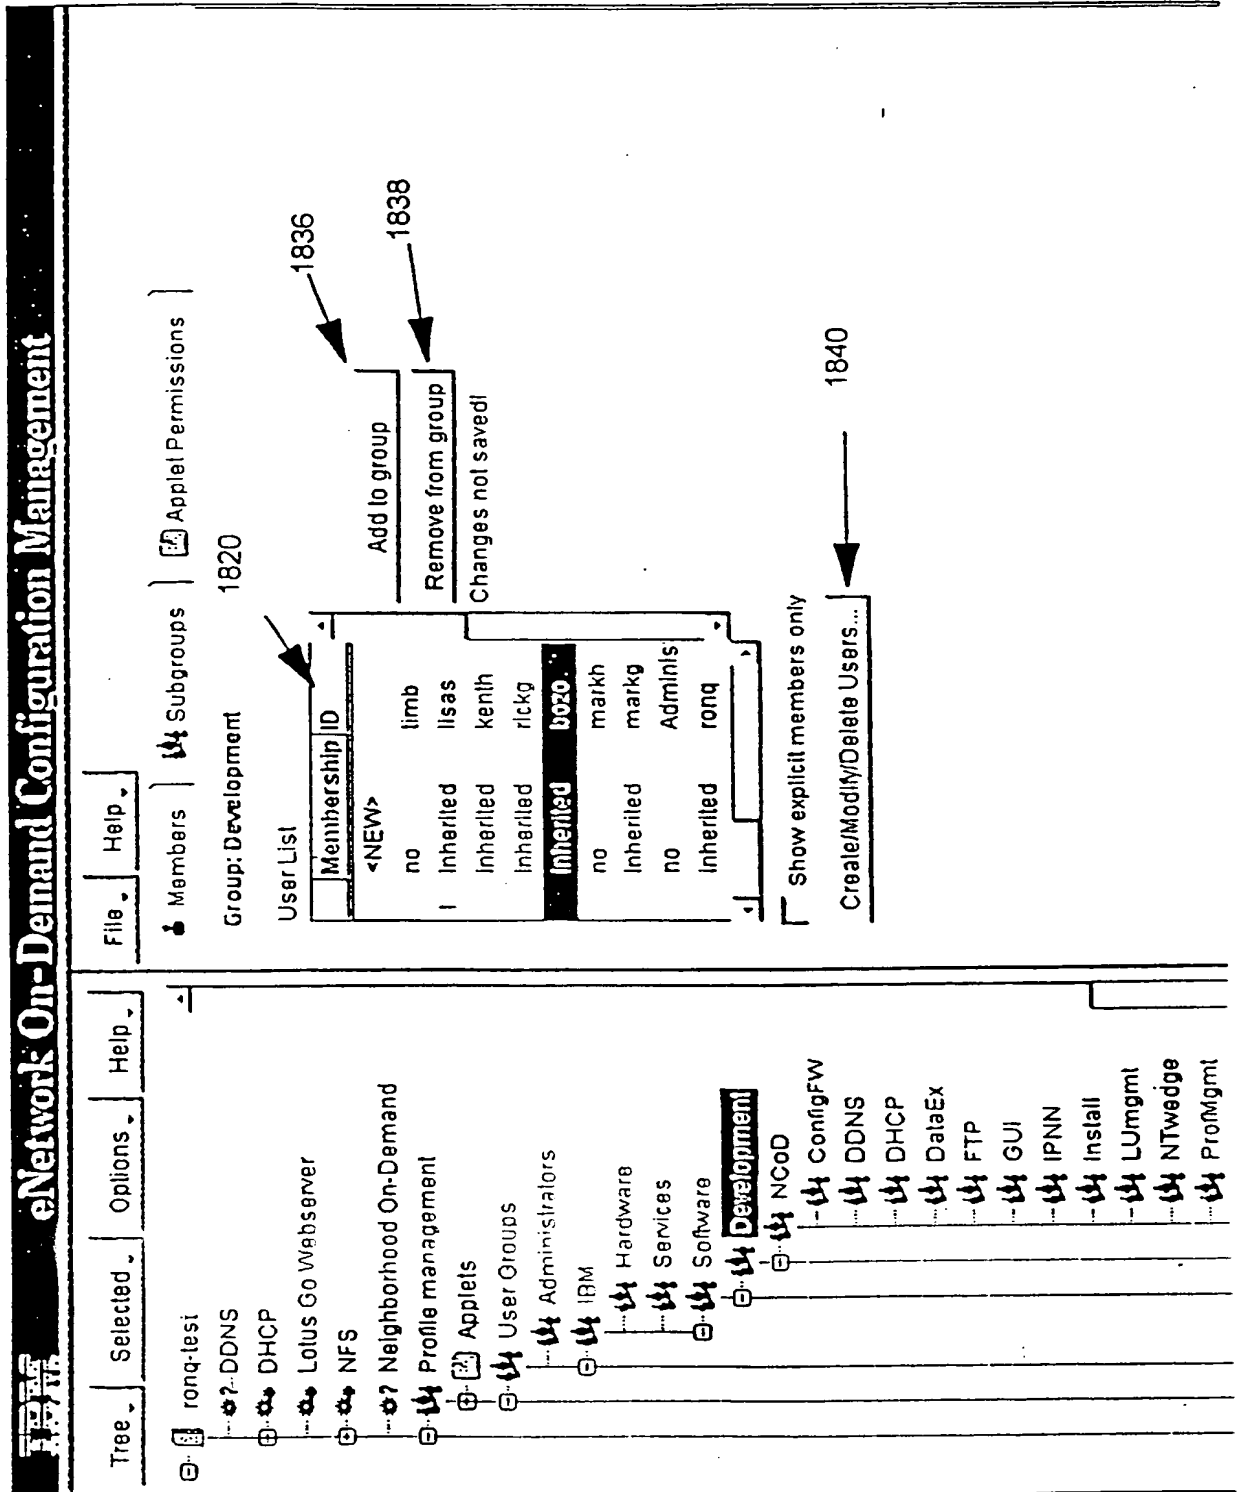 IBM
eNetwork On-Demand Configuration Management
Tree
Selected
Options
Help
ronq-test
DDNS
DHCP
Lotus Go Webserver
NFS
Neighborhood On-Demand
Profile management
Applets
User Groups
Administrators
IBM
Hardware
Services
Software
Development
NCoD
ConfigFW
DDNS
DHCP
DataEx
FTP
GUI
IPNN
Install
LUmgmt
NTwedge
ProfMgmt
File
Help
Members
Subgroups
Applet Permissions
Group: Development
1820
User List
Membership ID
<NEW>
no timb
Inherited lisas
Inherited kenth
Inherited rickg
Inherited bozo
no markh
Inherited markg
no Adminis
Inherited ronq
Add to group
1836
Remove from group
1838
Changes not saved!
Show explicit members only
Create/Modify/Delete Users...
1840